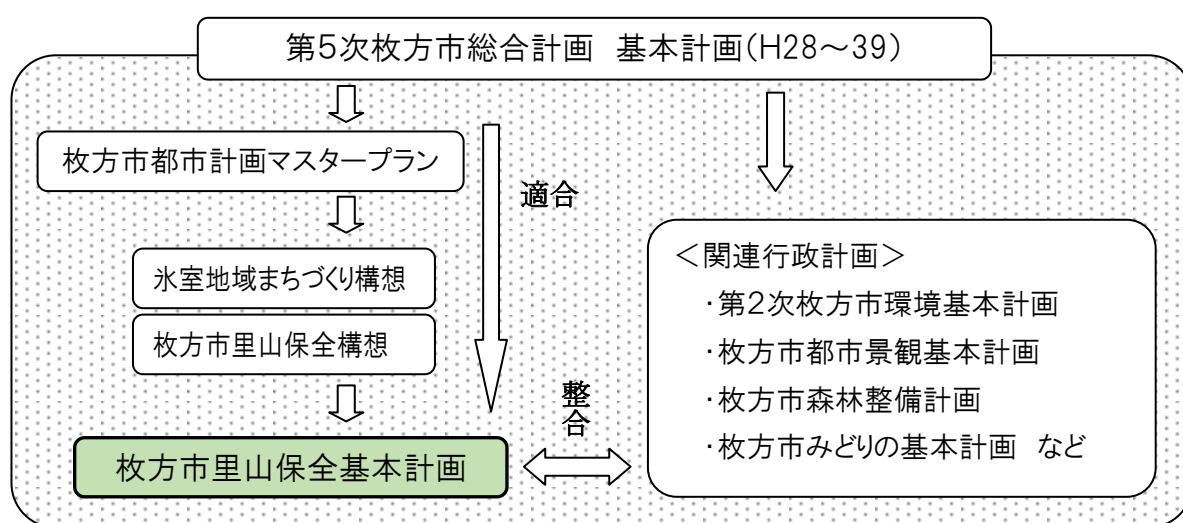 第5次枚方市総合計画　基本計画(H28～39)
枚方市都市計画マスタープラン
適合
氷室地域まちづくり構想
枚方市里山保全構想
枚方市里山保全基本計画
整合
＜関連行政計画＞
・第2次枚方市環境基本計画
・枚方市都市景観基本計画
・枚方市森林整備計画
・枚方市みどりの基本計画　など